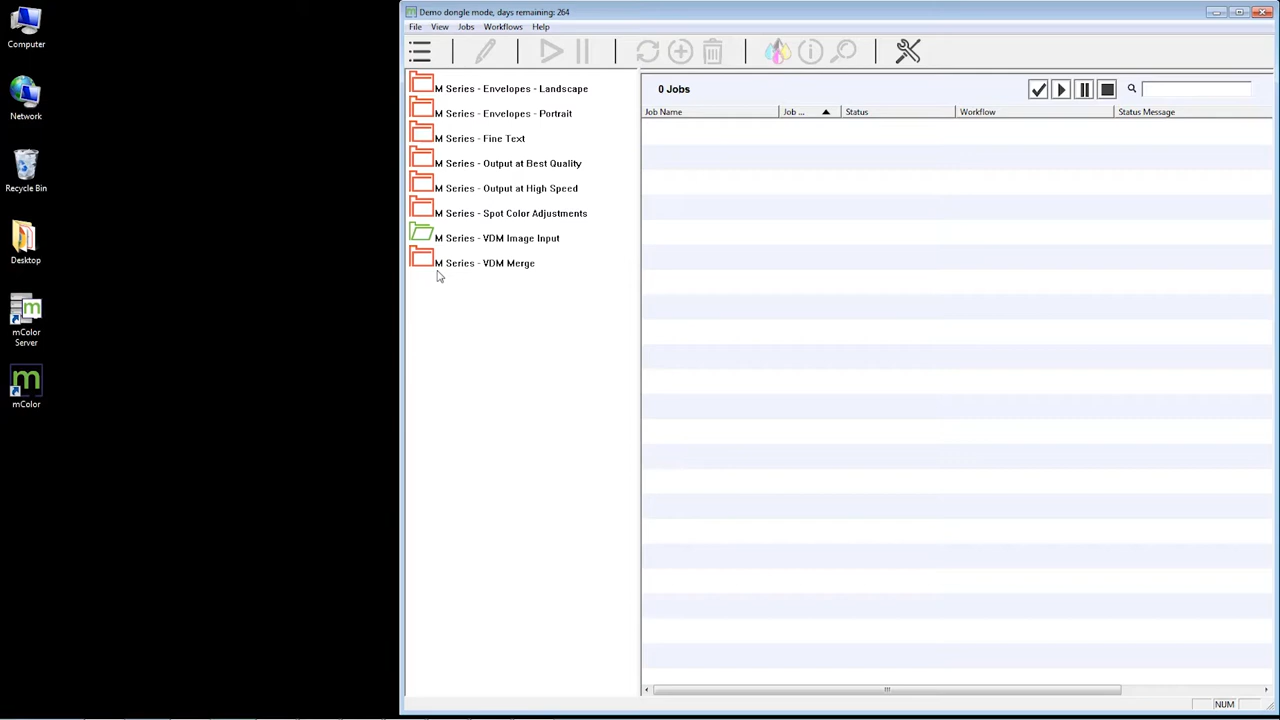 Computer
Network
Recycle Bin
Desktop
mColor
Server
mColor
Demo dongle mode, days remaining: 264
File View Jobs Workflows Help
M Series - Envelopes - Landscape
M Series - Envelopes - Portrait
M Series - Fine Text
M Series - Output at Best Quality
M Series - Output at High Speed
M Series - Spot Color Adjustments
M Series - VDM Image Input
M Series - VDM Merge
0 Jobs
Job Name Job ... Status Workflow Status Message
NUM